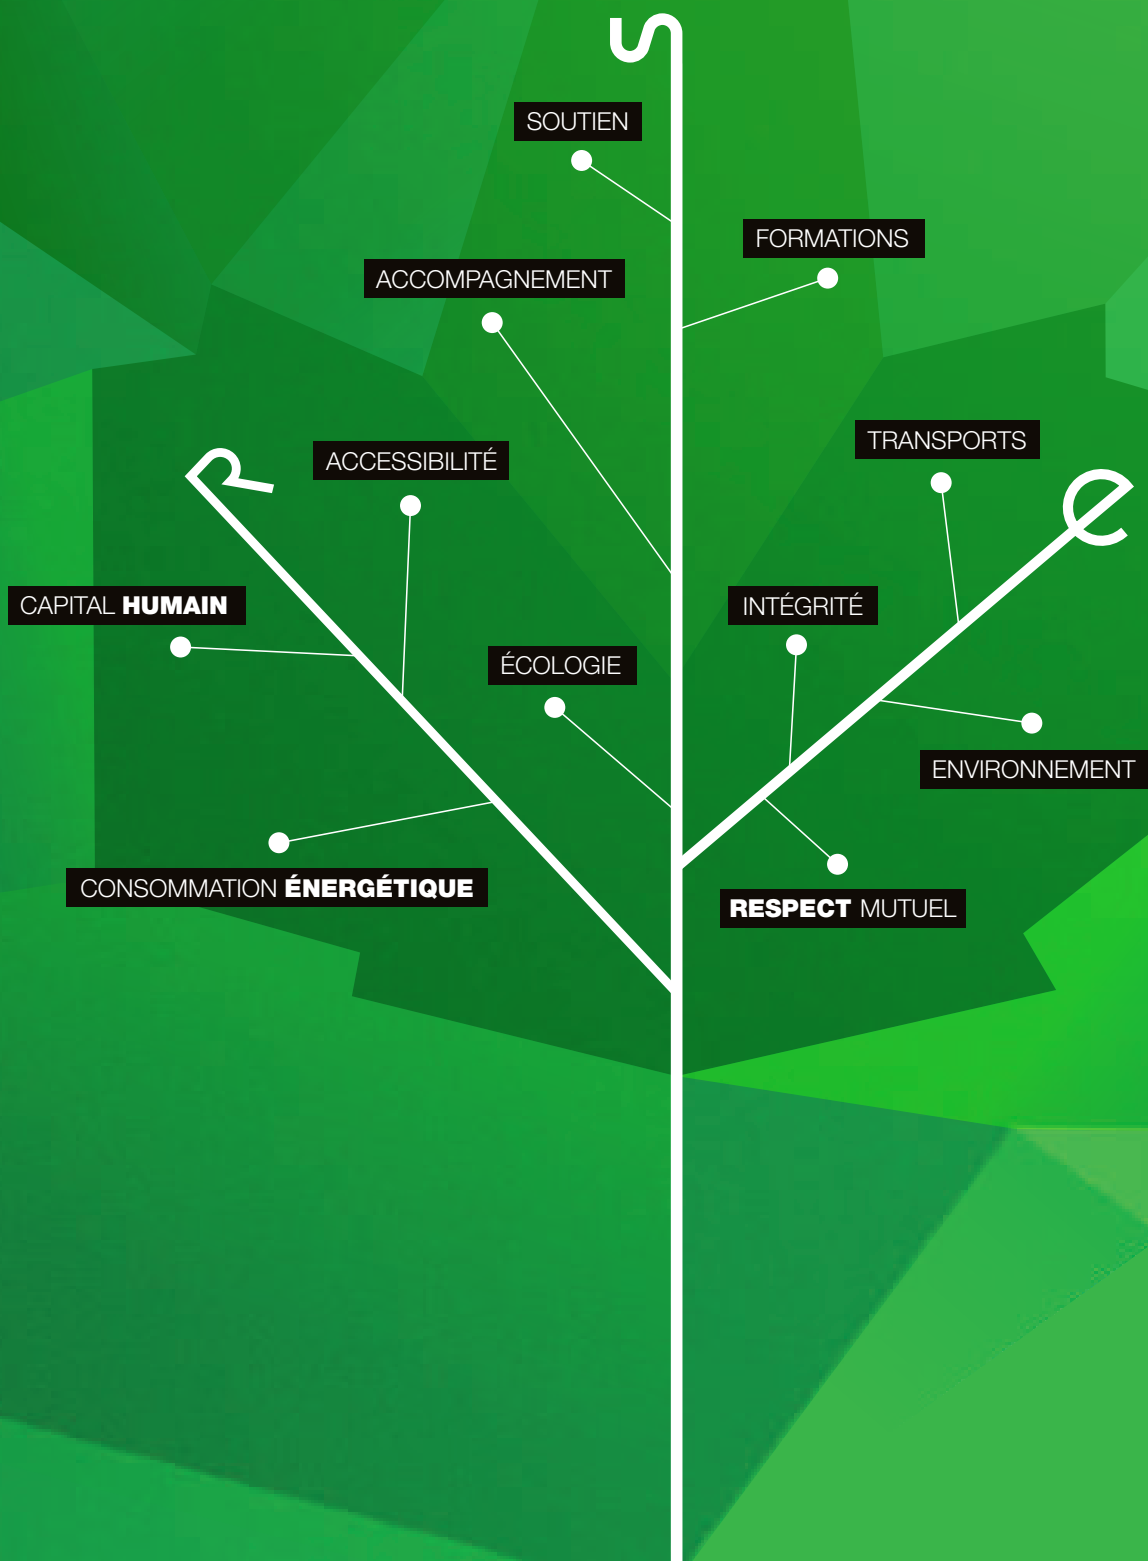 S
SOUTIEN
FORMATIONS
ACCOMPAGNEMENT
TRANSPORTS
R
ACCESSIBILITÉ
e
CAPITAL HUMAIN
INTÉGRITÉ
ÉCOLOGIE
ENVIRONNEMENT
CONSOMMATION ÉNERGÉTIQUE
RESPECT MUTUEL